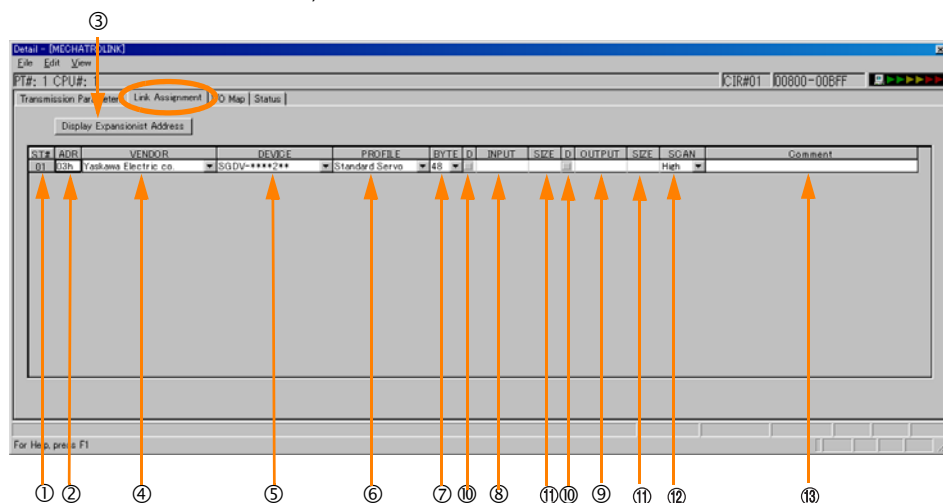 ③
Detail - [MECHATROLINK]
File Edit View
PT#: 1 CPU#: 1 CIR#01 00800-00BFF
Transmission Parameters Link Assignment I/O Map Status
Display Expansionist Address
ST# ADR VENDOR DEVICE PROFILE BYTE D INPUT SIZE D OUTPUT SIZE SCAN Comment
01 03h Yaskawa Electric co. SGDV-****2** Standard Servo 48 High
For Help, press F1
① ② ④ ⑤ ⑥ ⑦ ⑩ ⑧ ⑪ ⑩ ⑨ ⑪ ⑫ ⑬